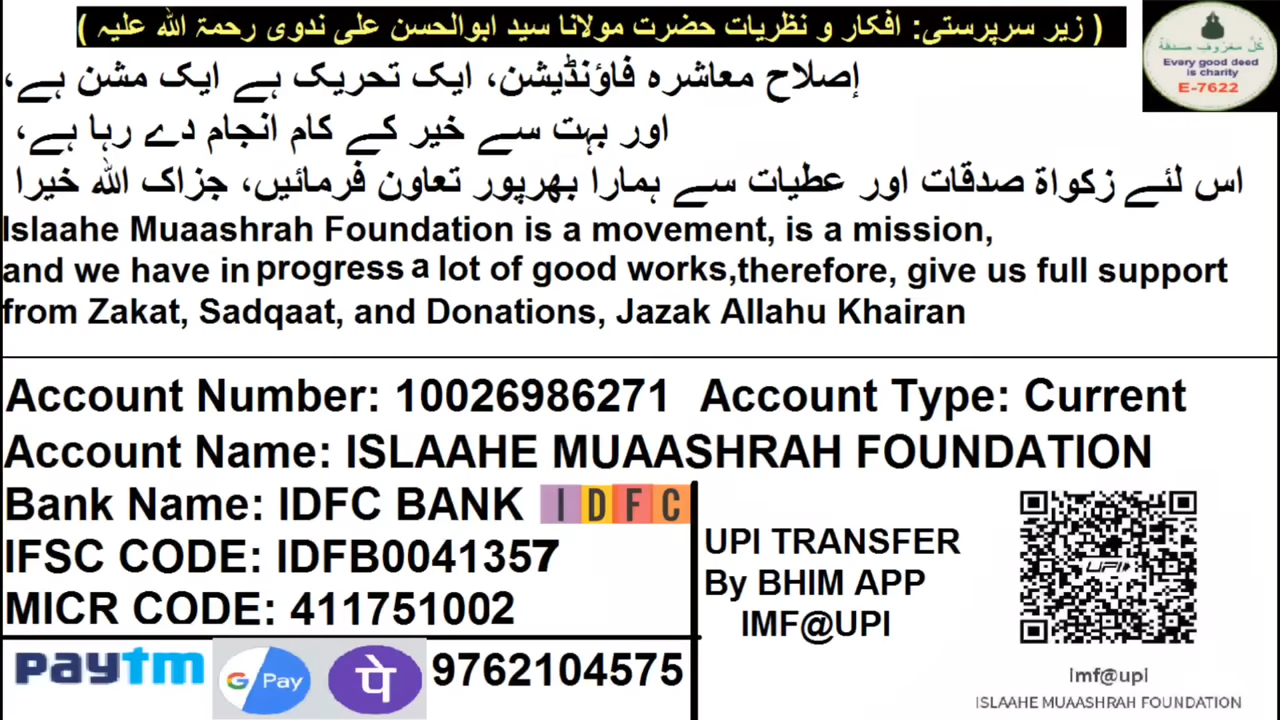 ( زیر سرپرستی: افکار و نظریات حضرت مولانا سید ابوالحسن علی ندوی رحمۃ اللہ علیہ )
كُلُّ مَعْرُوفٍ صَدَقَةٌ
Every good deed
is charity
E-7622
إصلاح معاشرہ فاؤنڈیشن، ایک تحریک ہے ایک مشن ہے،
اور بہت سے خیر کے کام انجام دے رہا ہے،
اس لئے زکواۃ صدقات اور عطیات سے ہمارا بھرپور تعاون فرمائیں، جزاک اللہ خیرا
Islaahe Muaashrah Foundation is a movement, is a mission,
and we have in progress a lot of good works,therefore, give us full support
from Zakat, Sadqaat, and Donations, Jazak Allahu Khairan
Account Number: 10026986271 Account Type: Current
Account Name: ISLAAHE MUAASHRAH FOUNDATION
Bank Name: IDFC BANK IDFC
IFSC CODE: IDFB0041357
MICR CODE: 411751002
paytm G Pay पे 9762104575
UPI TRANSFER
By BHIM APP
IMF@UPI
UPI
imf@upi
ISLAAHE MUAASHRAH FOUNDATION